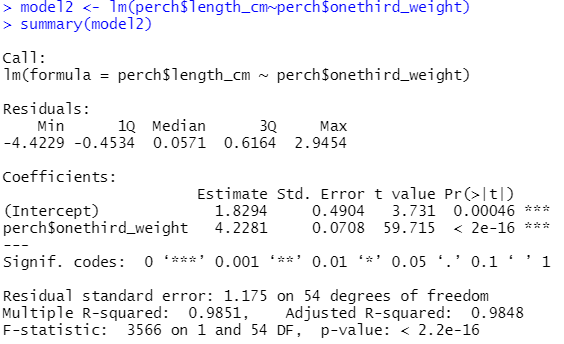 > model2 <- lm(perch$length_cm~perch$onethird_weight)
> summary(model2)
Call:
lm(formula = perch$length_cm ~ perch$onethird_weight)
Residuals:
    Min      1Q  Median      3Q     Max
-4.4229 -0.4534  0.0571  0.6164  2.9454
Coefficients:
                      Estimate Std. Error t value Pr(>|t|)
(Intercept)             1.8294     0.4904   3.731  0.00046 ***
perch$onethird_weight   4.2281     0.0708  59.715  < 2e-16 ***
---
Signif. codes:  0 ‘***’ 0.001 ‘**’ 0.01 ‘*’ 0.05 ‘.’ 0.1 ‘ ’ 1
Residual standard error: 1.175 on 54 degrees of freedom
Multiple R-squared:  0.9851,    Adjusted R-squared:  0.9848
F-statistic:  3566 on 1 and 54 DF,  p-value: < 2.2e-16